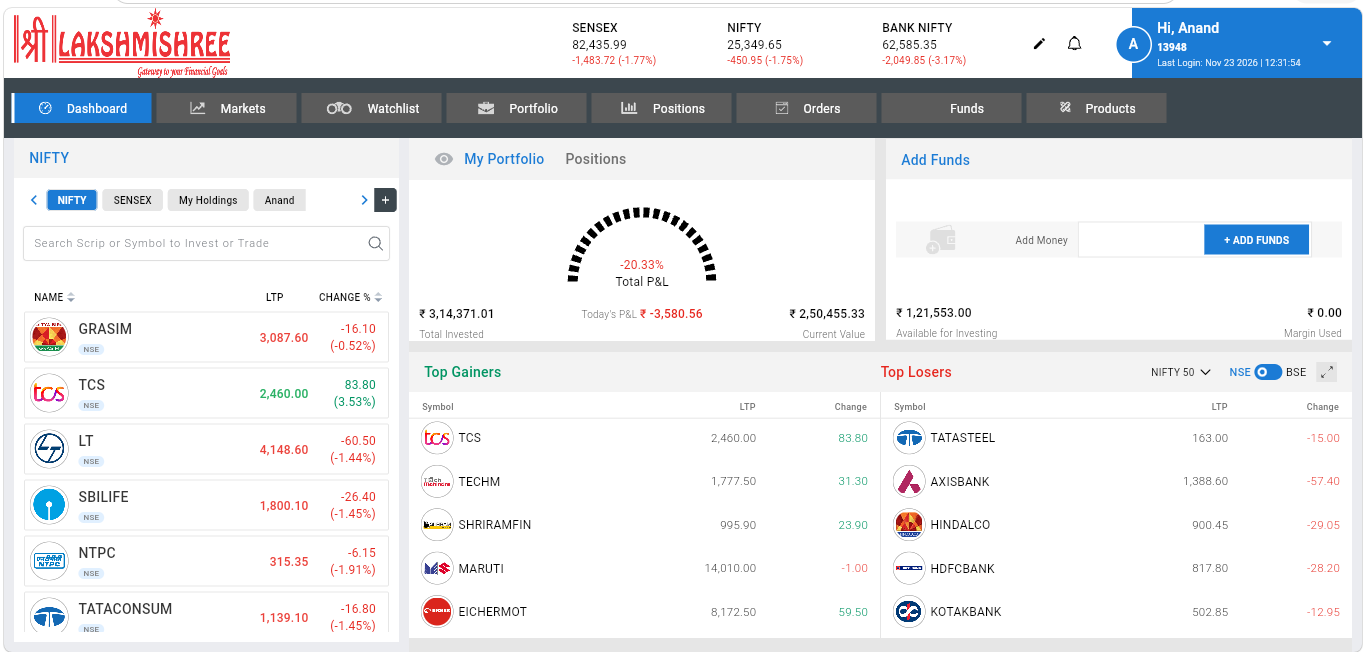 श्री LAKSHMISHREE
Gateway to your Financial Goals
SENSEX
82,435.99
-1,483.72 (-1.77%)
NIFTY
25,349.65
-450.95 (-1.75%)
BANK NIFTY
62,585.35
-2,049.85 (-3.17%)
A
Hi, Anand
13948
Last Login: Nov 23 2026 | 12:31:54
Dashboard Markets Watchlist Portfolio Positions Orders Funds Products
NIFTY
NIFTY SENSEX My Holdings Anand +
Search Scrip or Symbol to Invest or Trade
NAME LTP CHANGE %
GRASIM 3,087.60 -16.10
NSE (-0.52%)
TCS 2,460.00 83.80
NSE (3.53%)
LT 4,148.60 -60.50
NSE (-1.44%)
SBILIFE 1,800.10 -26.40
NSE (-1.45%)
NTPC 315.35 -6.15
NSE (-1.91%)
TATACONSUM 1,139.10 -16.80
NSE (-1.45%)
My Portfolio Positions
-20.33%
Total P&L
₹ 3,14,371.01 Today's P&L ₹ -3,580.56 ₹ 2,50,455.33
Total Invested Current Value
Add Funds
Add Money + ADD FUNDS
₹ 1,21,553.00 ₹ 0.00
Available for Investing Margin Used
Top Gainers
Symbol LTP Change
TCS 2,460.00 83.80
TECHM 1,777.50 31.30
SHRIRAMFIN 995.90 23.90
MARUTI 14,010.00 -1.00
EICHERMOT 8,172.50 59.50
Top Losers NIFTY 50 NSE BSE
Symbol LTP Change
TATASTEEL 163.00 -15.00
AXISBANK 1,388.60 -57.40
HINDALCO 900.45 -29.05
HDFCBANK 817.80 -28.20
KOTAKBANK 502.85 -12.95